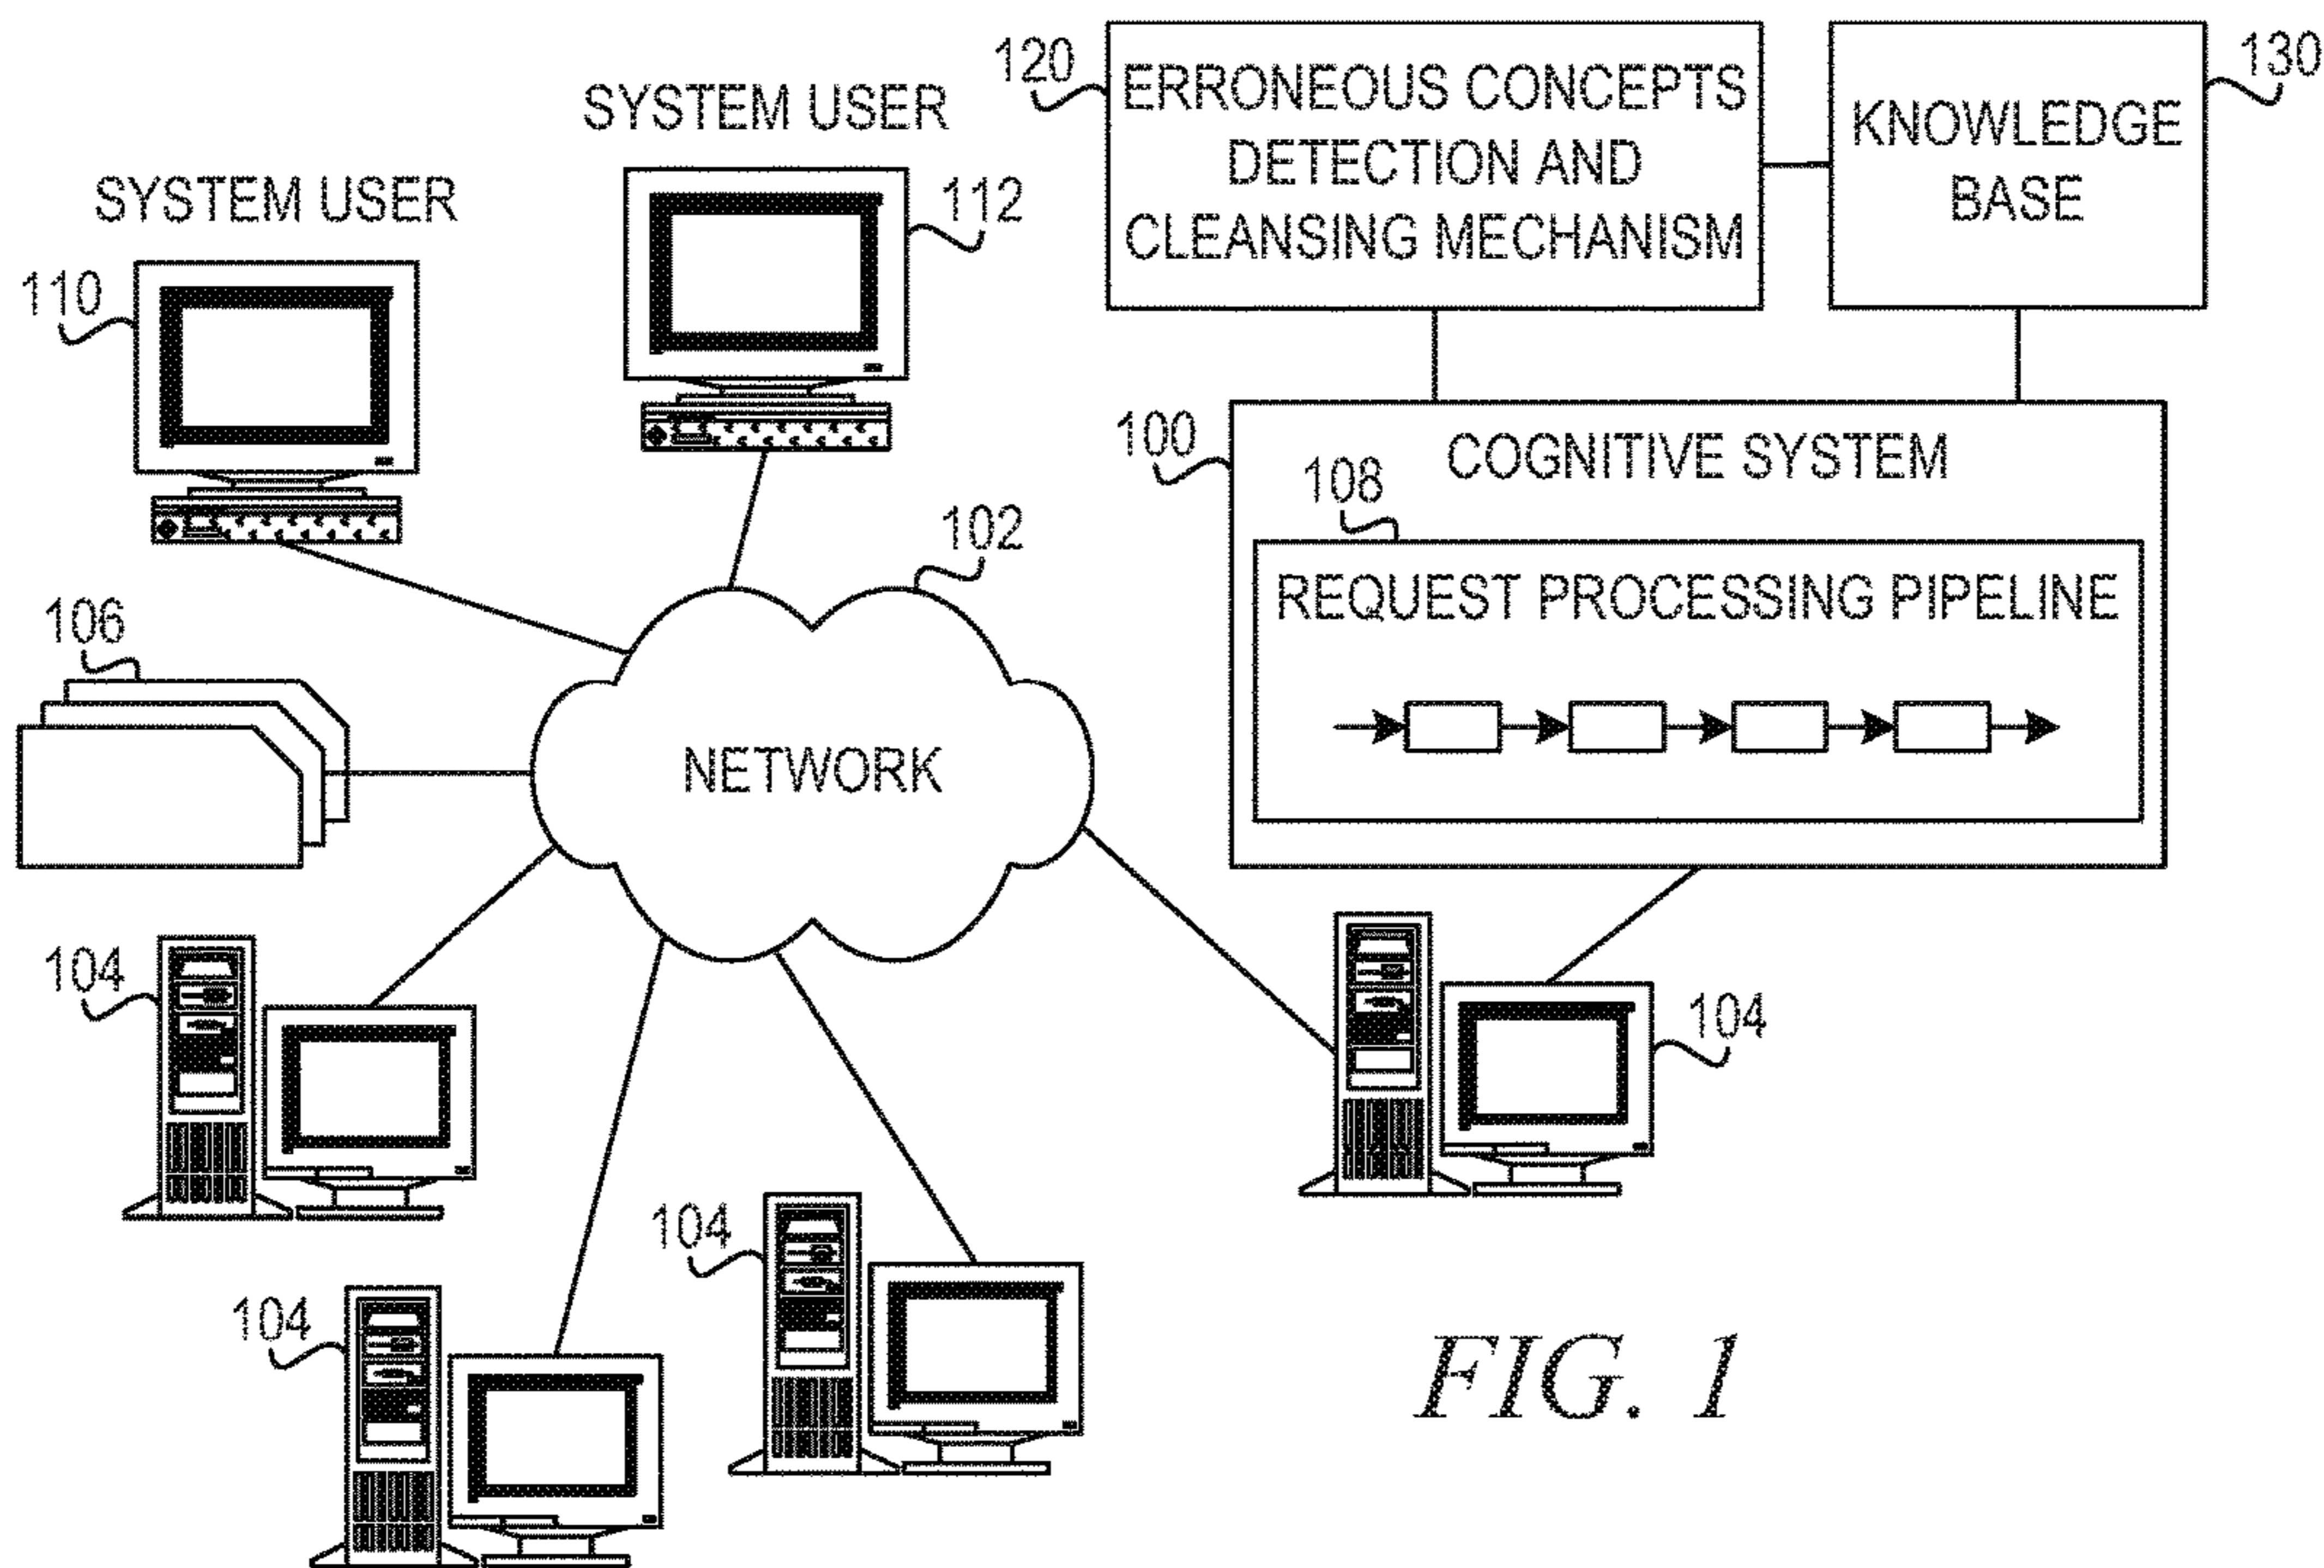 120
ERRONEOUS CONCEPTS
DETECTION AND
CLEANSING MECHANISM
KNOWLEDGE
BASE
130
SYSTEM USER
112
SYSTEM USER
110
100
COGNITIVE SYSTEM
108
REQUEST PROCESSING PIPELINE
102
106
NETWORK
104
104
104
104
FIG. 1